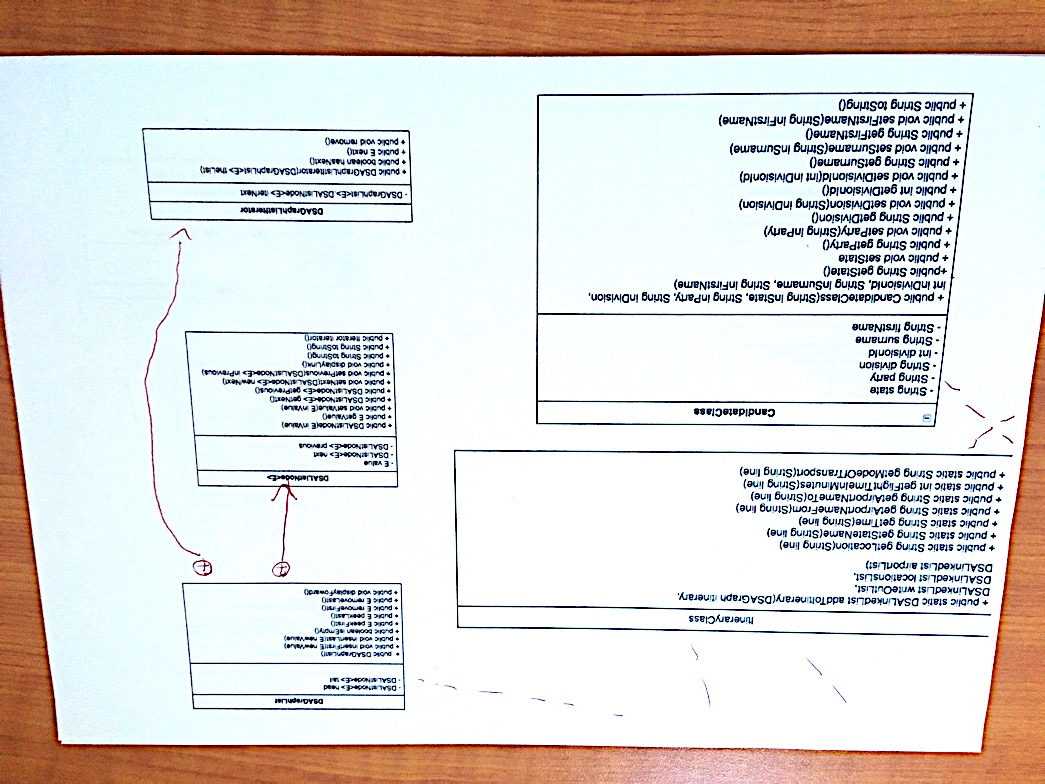 ItineraryClass
+ public static DSALinkedList addToItinerary(DSAGraph itinerary,
DSALinkedList writeOutList,
DSALinkedList locationsList,
DSALinkedList airportList)
+ public static String getLocation(String line)
+ public static String getStateName(String line)
+ public static String getTime(String line)
+ public static String getAirportNameFrom(String line)
+ public static String getAirportNameTo(String line)
+ public static int getFlightTimeInMinutes(String line)
+ public static String getModeOfTransport(String line)
CandidateClass
- String state
- String party
- String division
- int divisionId
- String surname
- String firstName
+ public CandidateClass(String inState, String inParty, String inDivision,
int inDivisionId, String inSurname, String inFirstName)
+public String getState()
+ public void setState
+ public String getParty()
+ public void setParty(String inParty)
+ public String getDivision()
+ public void setDivision(String inDivision)
+ public int getDivisionId()
+ public void setDivisionId(int inDivisionId)
+ public String getSurname()
+ public void setSurname(String inSurname)
+ public String getFirstName()
+ public void setFirstName(String inFirstName)
+ public String toString()
DSAGraphList
- DSAListNode<E> head
- DSAListNode<E> tail
+ public DSAGraphList()
+ public void insertFirst(E newValue)
+ public void insertLast(E newValue)
+ public boolean isEmpty()
+ public E peekFirst()
+ public E peekLast()
+ public E removeFirst()
+ public E removeLast()
+ public void displayFoward()
DSAListNode<E>
- E value
- DSAListNode<E> next
- DSAListNode<E> previous
+ public DSAListNode(E inValue)
+ public E getValue()
+ public void setValue(E inValue)
+ public DSAListNode<E> getNext()
+ public DSAListNode<E> getPrevious()
+ public void setNext(DSAListNode<E> newNext)
+ public void setPrevious(DSAListNode<E> inPrevious)
+ public void displayLink()
+ public String toString()
+ public String toString()
+ public Iterator iterator()
DSAGraphListIterator
- DSAGraphList<E> DSAListNode<E> iterNext
+ public DSAGraphListIterator(DSAGraphList<E> theList)
+ public boolean hasNext()
+ public E next()
+ public void remove()